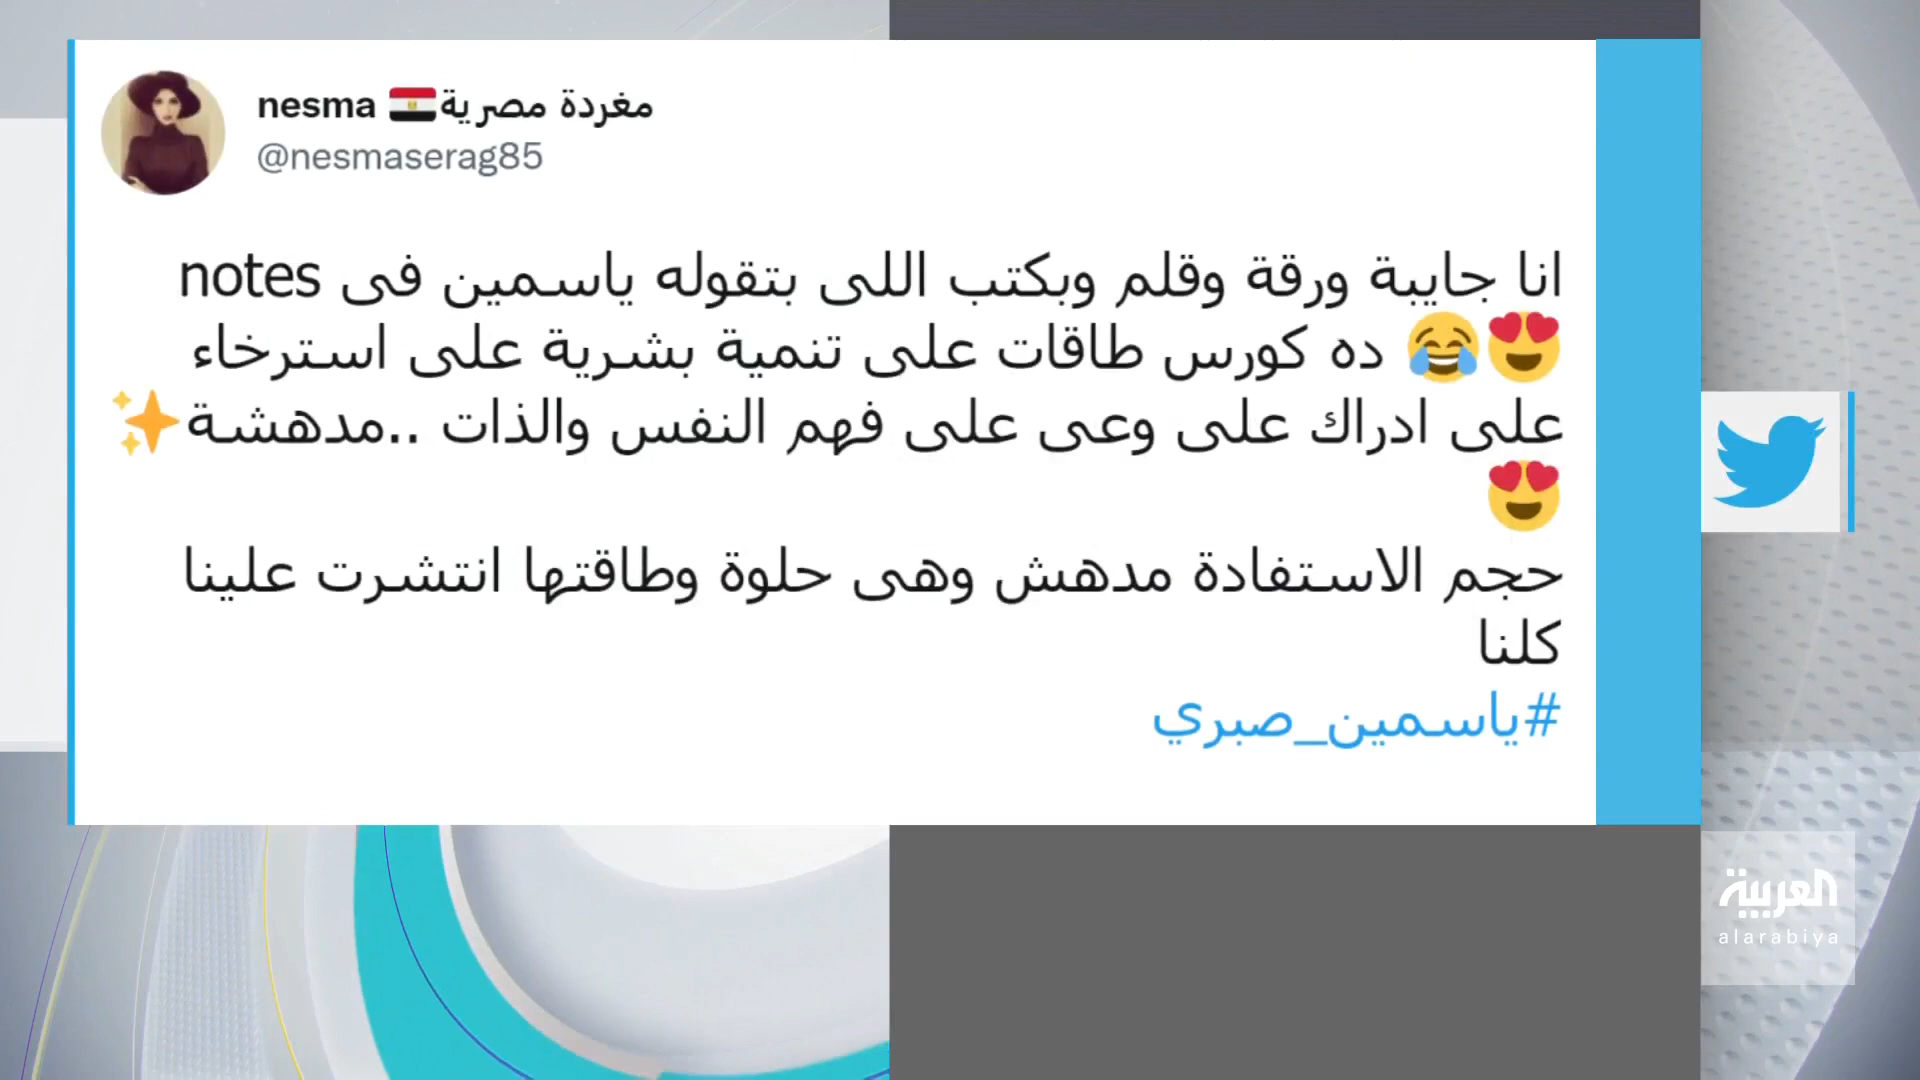 nesma 🇪🇬مغردة مصرية
@nesmaserag85
انا جايبة ورقة وقلم وبكتب اللى بتقوله ياسمين فى notes
😍😂 ده كورس طاقات على تنمية بشرية على استرخاء
على ادراك على وعى على فهم النفس والذات ..مدهشة✨
😍
حجم الاستفادة مدهش وهى حلوة وطاقتها انتشرت علينا
كلنا
#ياسمين_صبري
العربية
alarabiya